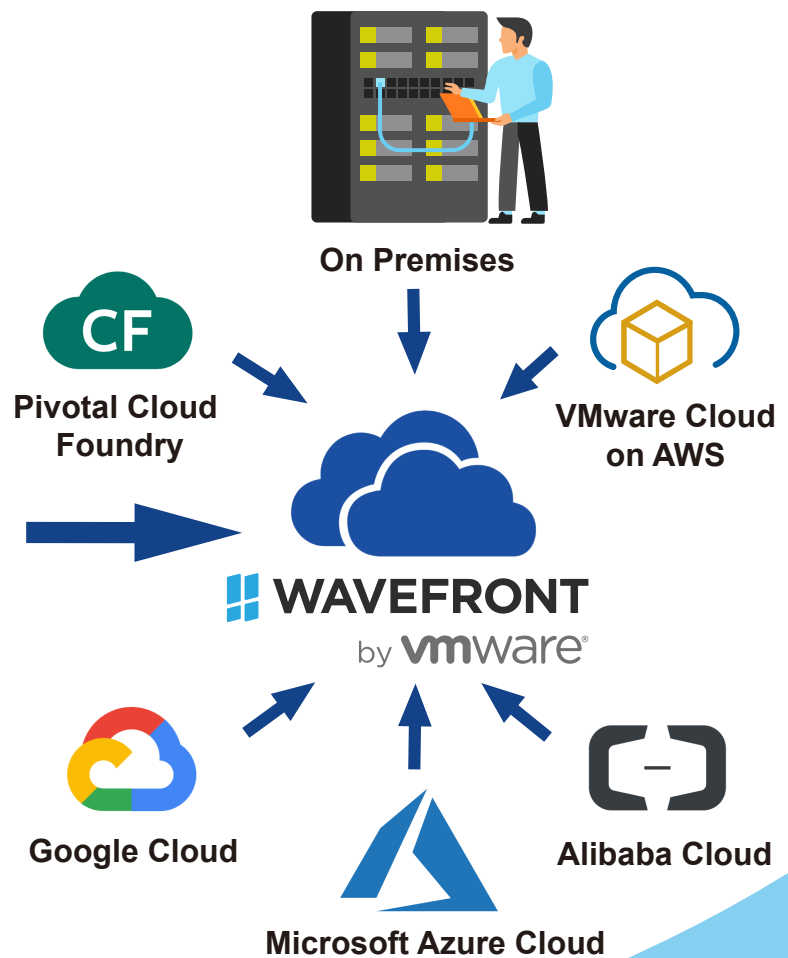 On Premises
CF
Pivotal Cloud
Foundry
VMware Cloud
on AWS
WAVEFRONT
by vmware®
Google Cloud
Alibaba Cloud
Microsoft Azure Cloud